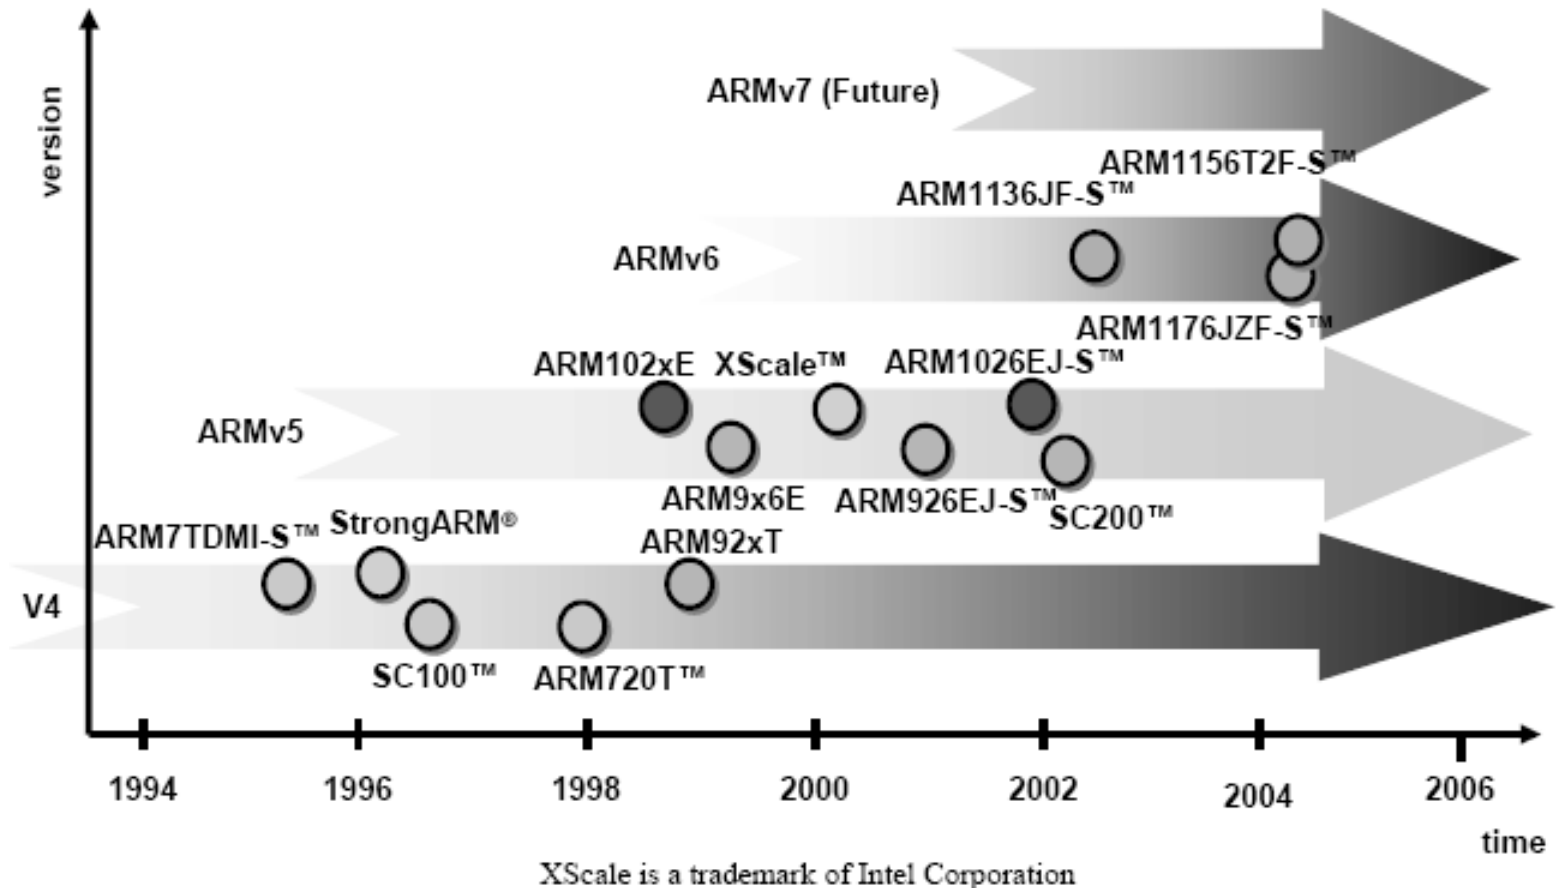 version
ARMv7 (Future)
ARM1156T2F-S™
ARM1136JF-S™
ARMv6
ARM1176JZF-S™
ARM102xE XScale™ ARM1026EJ-S™
ARMv5
ARM9x6E ARM926EJ-S™ SC200™
ARM7TDMI-S™ StrongARM® ARM92xT
V4
SC100™ ARM720T™
1994 1996 1998 2000 2002 2004 2006
time
XScale is a trademark of Intel Corporation